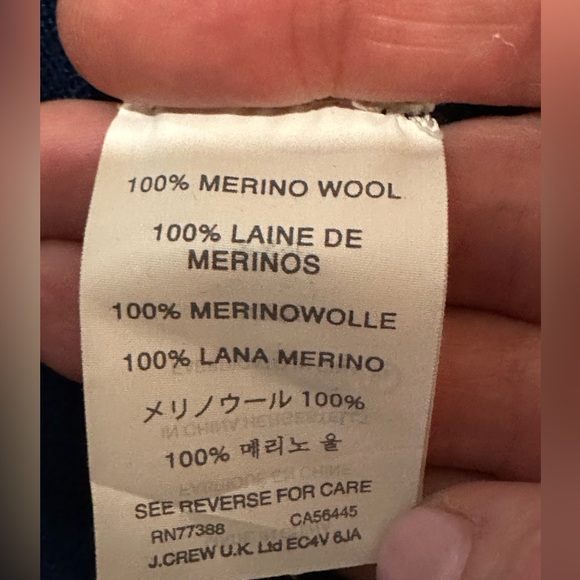 100% MERINO WOOL
100% LAINE DE
MERINOS
100% MERINOWOLLE
100% LANA MERINO
メリノウール 100%
100% 메리노 울
SEE REVERSE FOR CARE
RN77388 CA56445
J.CREW U.K. Ltd EC4V 6JA